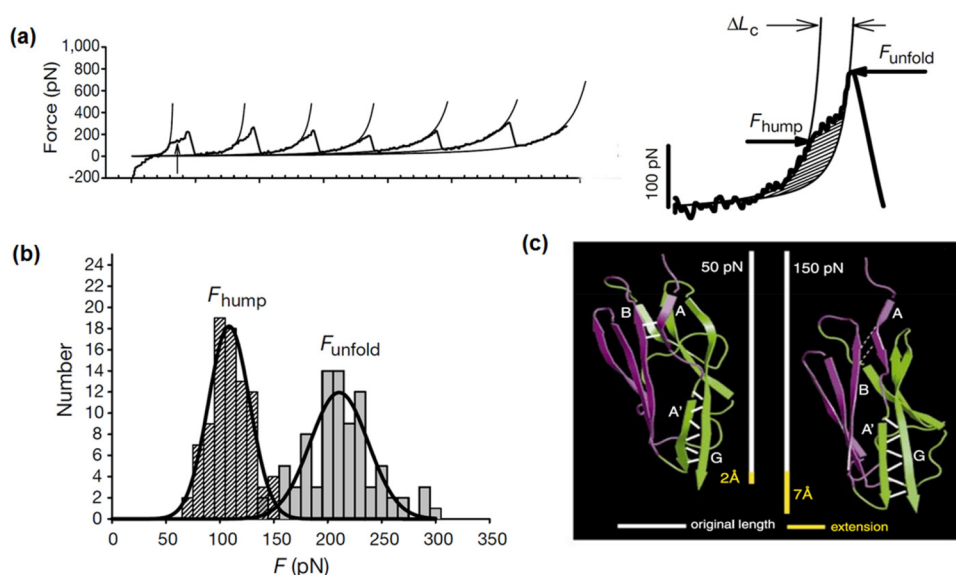 (a)
Force (pN)
1,000
800
600
400
200
0
-200
ΔLc
Funfold
Fhump
100 pN
(b)
Number
24
22
20
18
16
14
12
10
8
6
4
2
0
Fhump
Funfold
0 50 100 150 200 250 300 350
F (pN)
(c)
50 pN
150 pN
B A
A'
G
2Å
A
B
A'
G
7Å
original length
extension